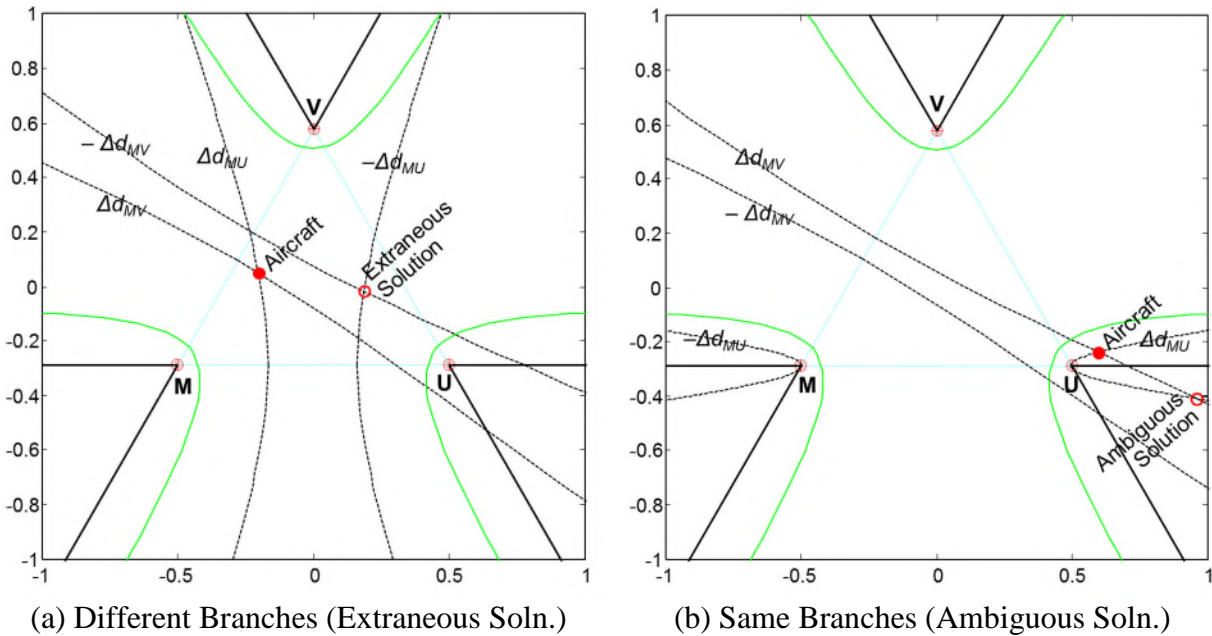 1
0.8
0.6
0.4
0.2
0
-0.2
-0.4
-0.6
-0.8
-1
-1
-0.5
0
0.5
1
V
M
U
– Δd_MV
Δd_MV
Δd_MU
–Δd_MU
Aircraft
Extraneous
Solution
(a) Different Branches (Extraneous Soln.)
1
0.8
0.6
0.4
0.2
0
-0.2
-0.4
-0.6
-0.8
-1
-1
-0.5
0
0.5
1
V
M
U
Δd_MV
– Δd_MV
–Δd_MU
Δd_MU
Aircraft
Ambiguous
Solution
(b) Same Branches (Ambiguous Soln.)